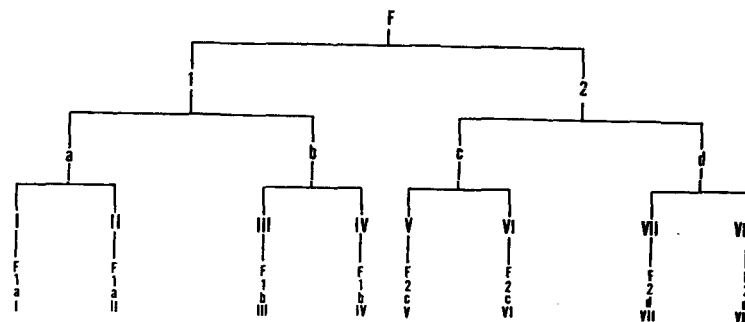 F
1 2
a b c d
I II III IV V VI VII
F 1 a I
F 1 a II
F 1 b III
F 1 b IV
F 2 c V
F 2 c VI
F 2 d VII